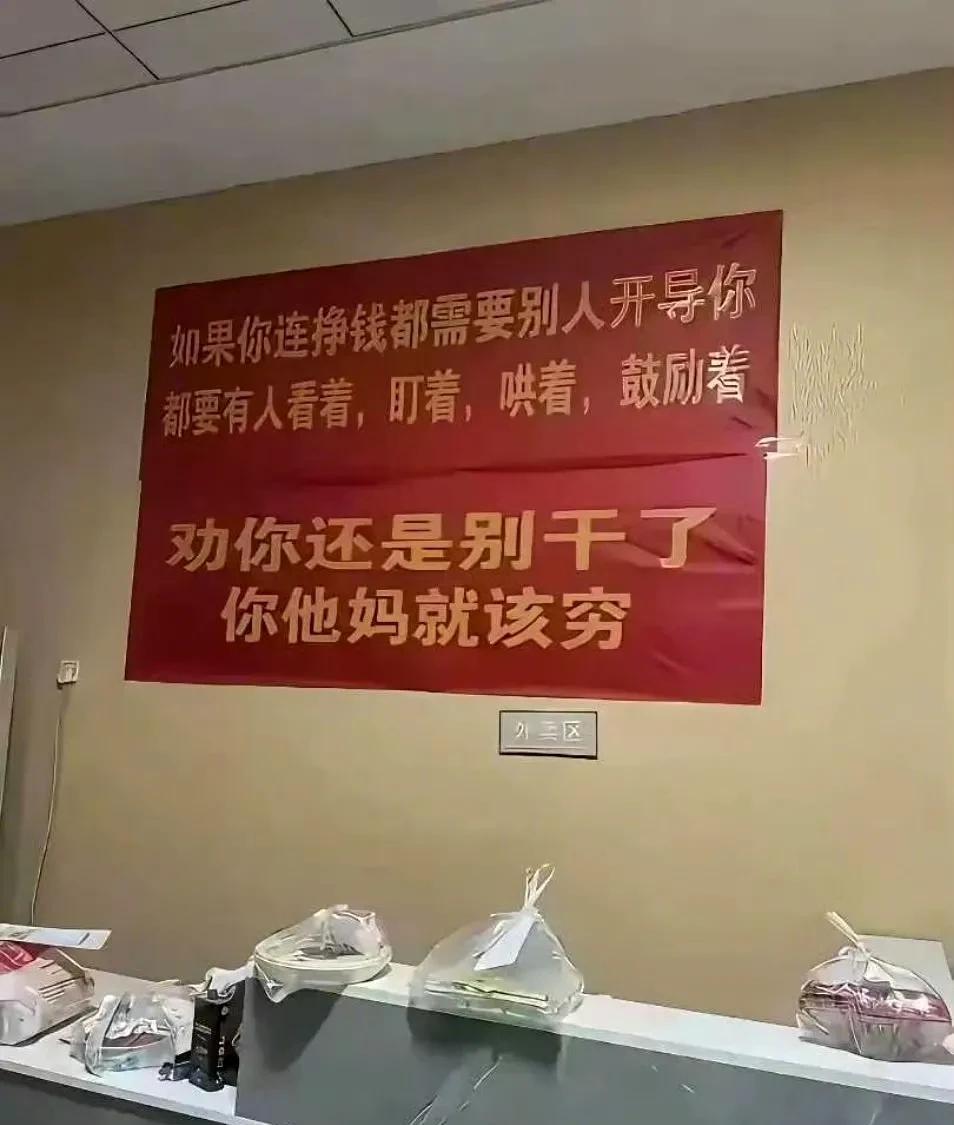 如果你连挣钱都需要别人开导你
都要有人看着，盯着，哄着，鼓励着
劝你还是别干了
你他妈就该穷